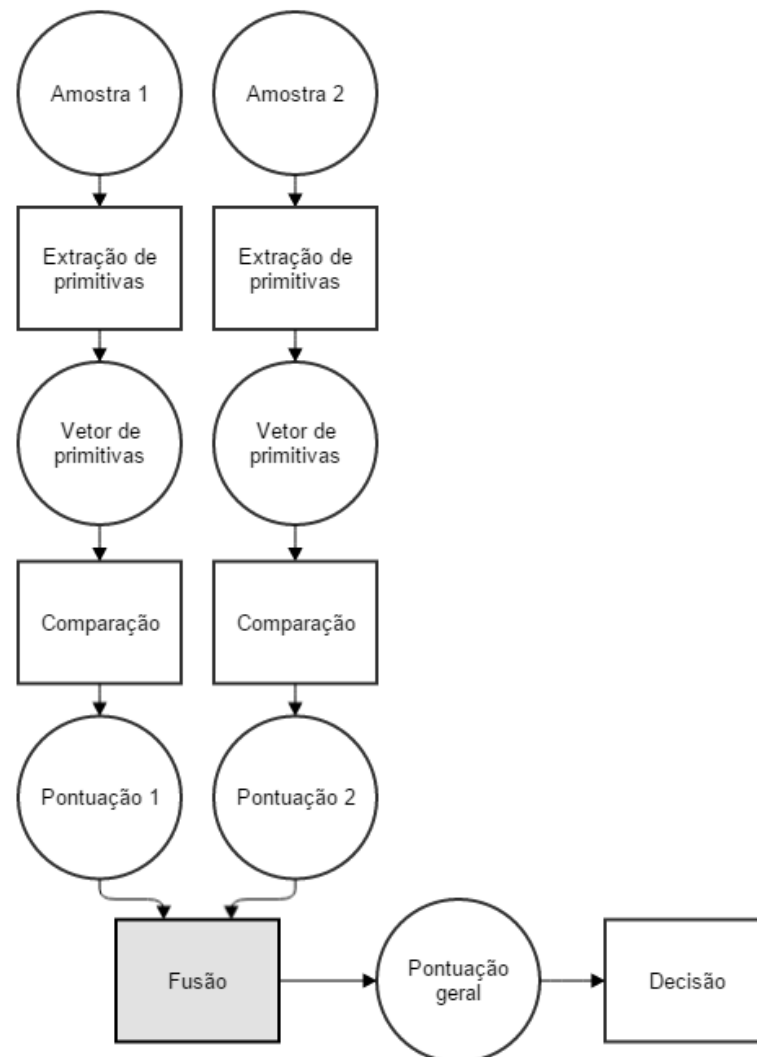 Amostra 1
Amostra 2
Extração de
primitivas
Extração de
primitivas
Vetor de
primitivas
Vetor de
primitivas
Comparação
Comparação
Pontuação 1
Pontuação 2
Fusão
Pontuação
geral
Decisão